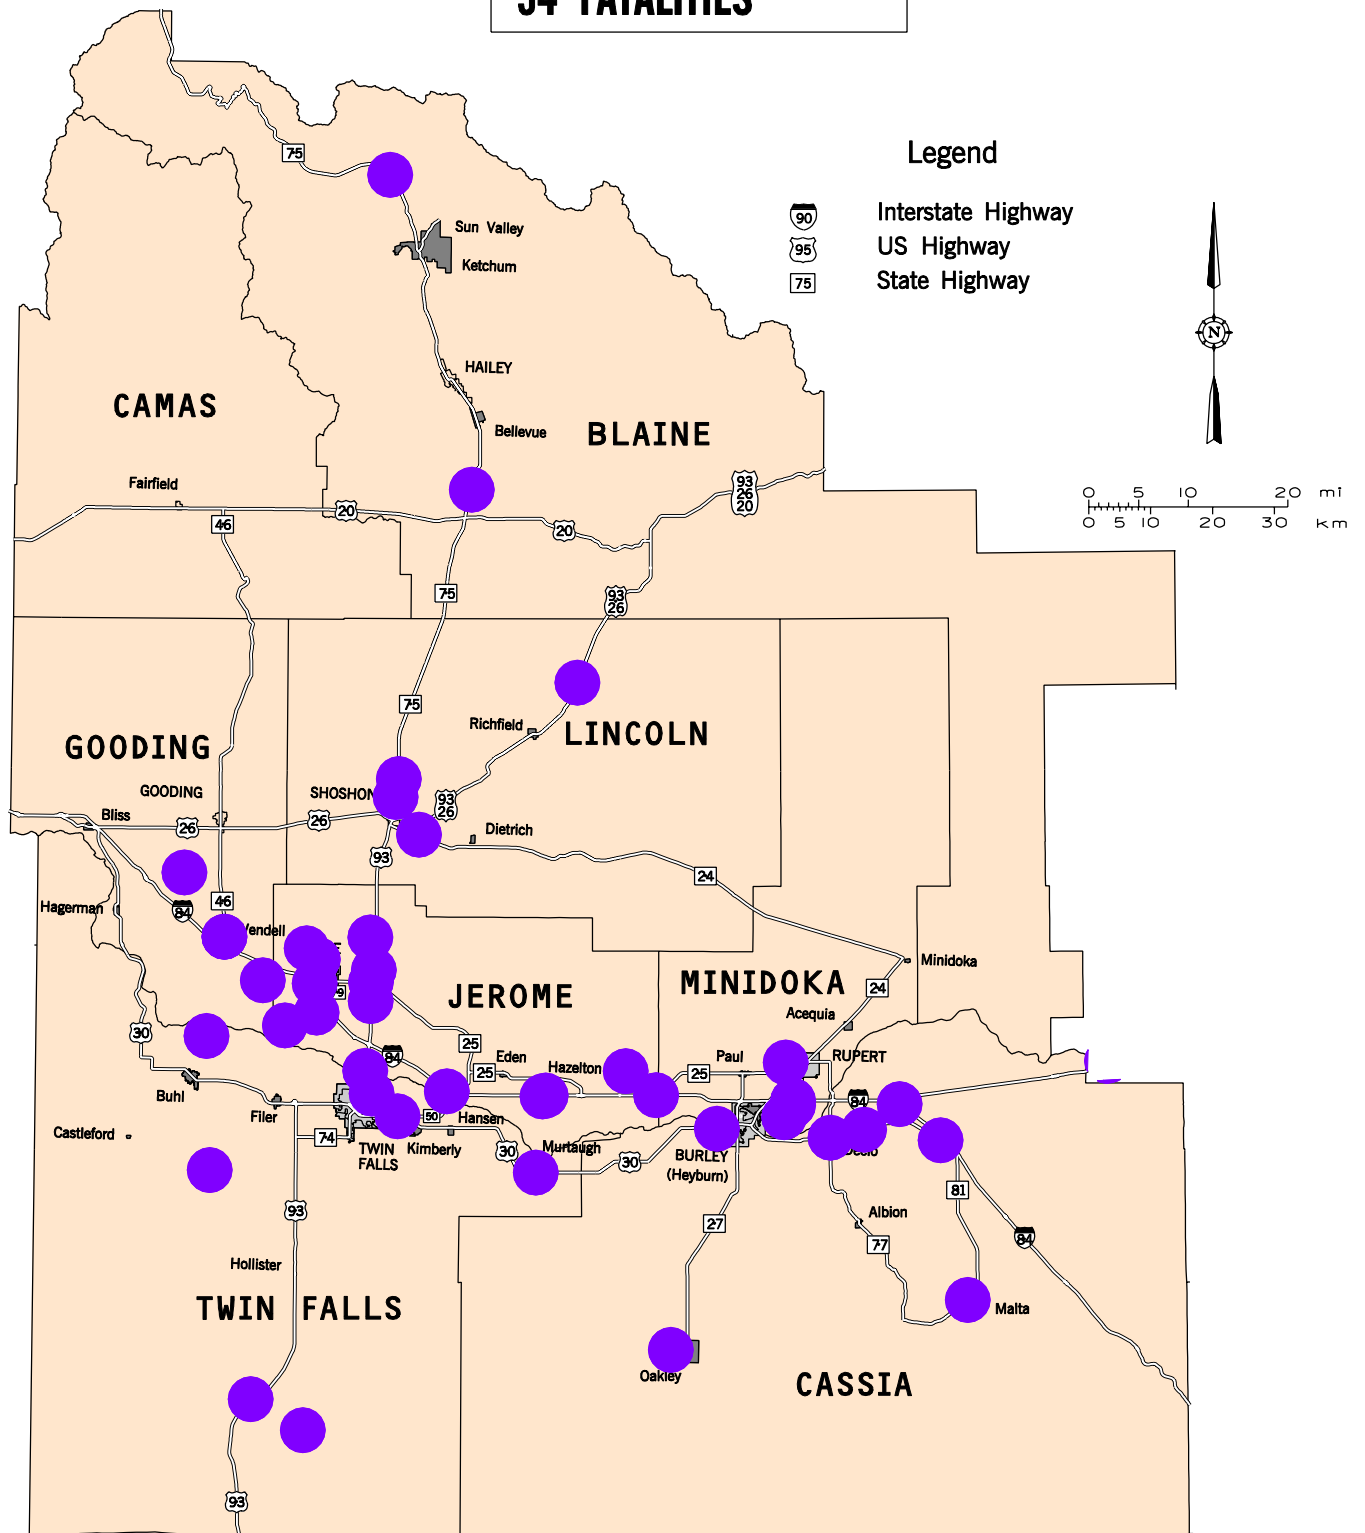 54 FATALITIES
Legend
90 Interstate Highway
95 US Highway
75 State Highway
N
0 5 10 20 mi
0 5 10 20 30 km
75
Sun Valley
Ketchum
HAILEY
CAMAS
Bellevue
BLAINE
Fairfield
93
26
20
20
46
20
75
93
26
75
Richfield
LINCOLN
GOODING
GOODING
SHOSHON
93
26
Bliss
26
26
Dietrich
93
24
46
Hagerman
84
endell
Minidoka
MINIDOKA
24
JEROME
9
Acequia
30
25
84
Eden
Paul
RUPERT
25
Hazelton
25
Buhl
84
Filer
50
Hansen
Castleford
74
TWIN
FALLS
Kimberly
30
Murtaugh
BURLEY
(Heyburn)
30
81
93
27
Albion
77
84
Hollister
TWIN FALLS
Malta
Oakley
CASSIA
93